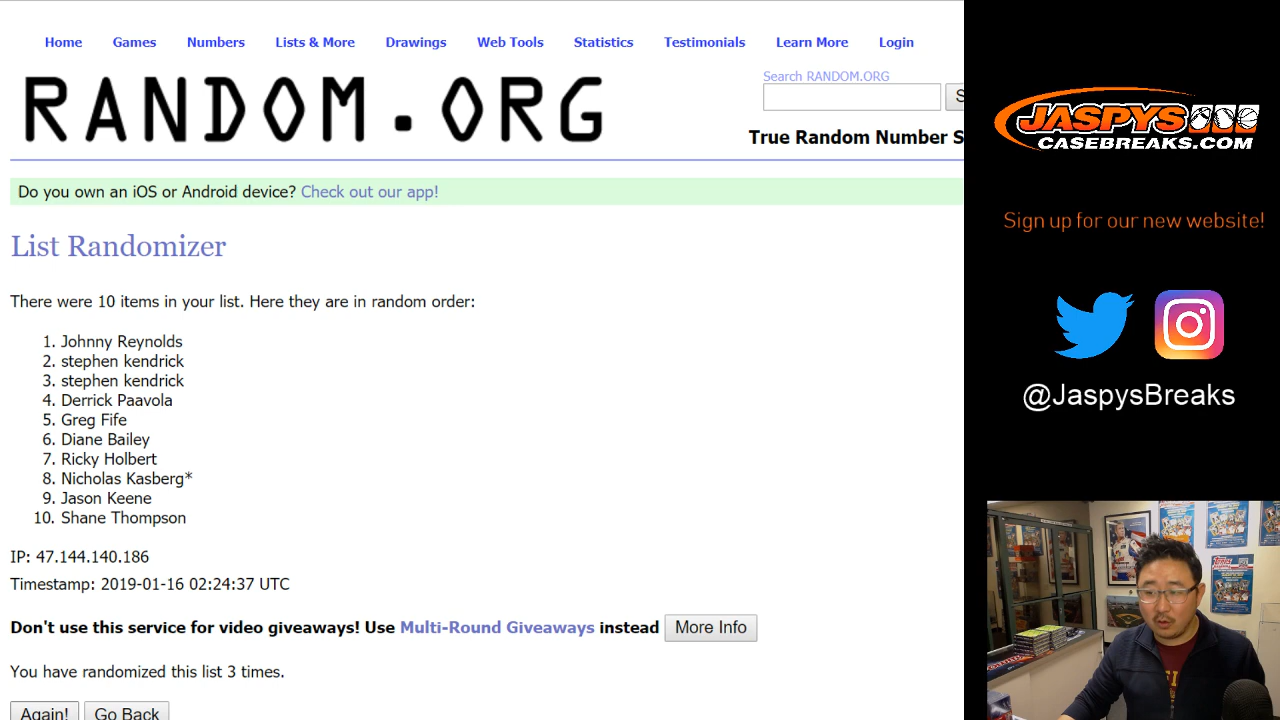 Home Games Numbers Lists & More Drawings Web Tools Statistics Testimonials Learn More Login
RANDOM.ORG
Search RANDOM.ORG
S
True Random Number S
Do you own an iOS or Android device? Check out our app!
List Randomizer
There were 10 items in your list. Here they are in random order:
1. Johnny Reynolds
2. stephen kendrick
3. stephen kendrick
4. Derrick Paavola
5. Greg Fife
6. Diane Bailey
7. Ricky Holbert
8. Nicholas Kasberg*
9. Jason Keene
10. Shane Thompson
IP: 47.144.140.186
Timestamp: 2019-01-16 02:24:37 UTC
Don't use this service for video giveaways! Use Multi-Round Giveaways instead More Info
You have randomized this list 3 times.
Again! Go Back
JASPYS
CASEBREAKS.COM
Sign up for our new website!
@JaspysBreaks